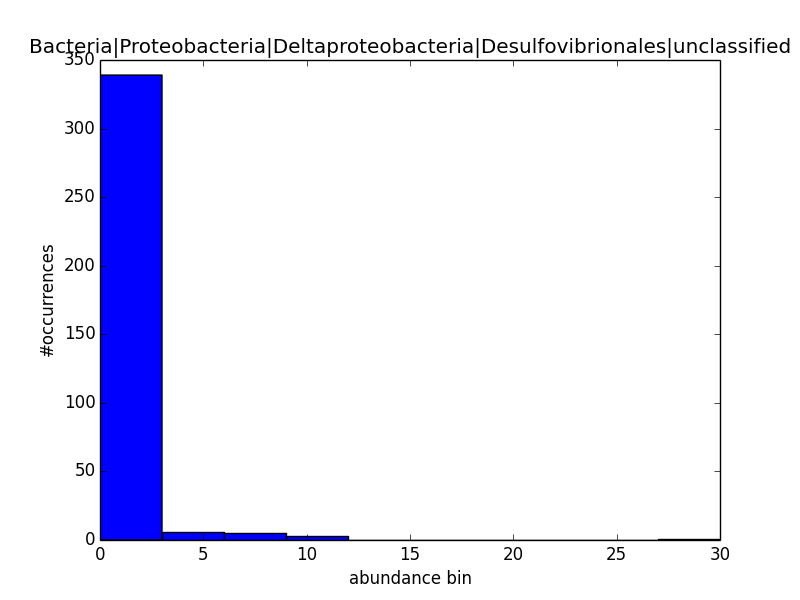 Bacteria|Proteobacteria|Deltaproteobacteria|Desulfovibrionales|unclassified
350
300
250
200
150
100
50
0
#occurrences
0 5 10 15 20 25 30
abundance bin